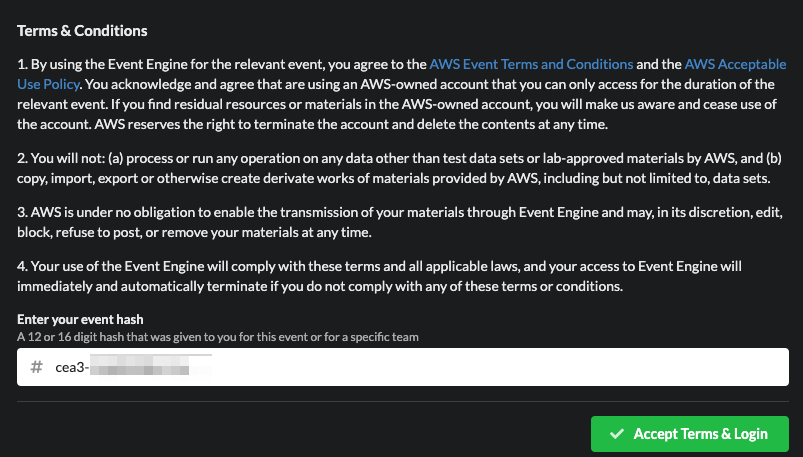 Terms & Conditions
1. By using the Event Engine for the relevant event, you agree to the AWS Event Terms and Conditions and the AWS Acceptable
Use Policy. You acknowledge and agree that are using an AWS-owned account that you can only access for the duration of the
relevant event. If you find residual resources or materials in the AWS-owned account, you will make us aware and cease use of
the account. AWS reserves the right to terminate the account and delete the contents at any time.
2. You will not: (a) process or run any operation on any data other than test data sets or lab-approved materials by AWS, and (b)
copy, import, export or otherwise create derivate works of materials provided by AWS, including but not limited to, data sets.
3. AWS is under no obligation to enable the transmission of your materials through Event Engine and may, in its discretion, edit,
block, refuse to post, or remove your materials at any time.
4. Your use of the Event Engine will comply with these terms and all applicable laws, and your access to Event Engine will
immediately and automatically terminate if you do not comply with any of these terms or conditions.
Enter your event hash
A 12 or 16 digit hash that was given to you for this event or for a specific team
# cea3-
Accept Terms & Login